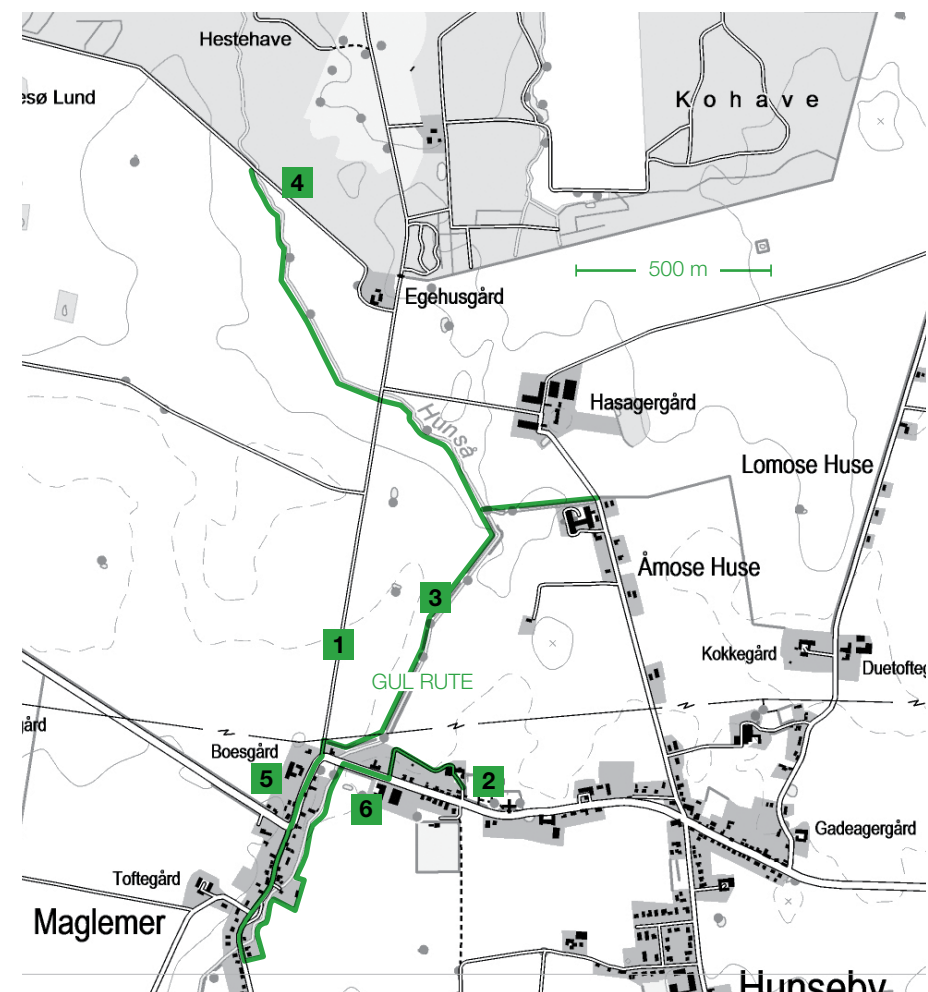 Hestehave
esø Lund
Kohave
4
500 m
Egehusgård
Hasagergård
Hunså
Lomose Huse
Åmose Huse
3
1
Kokkegård
Duetofteg
GUL RUTE
gård
Boesgård
5
2
6
Gadeagergård
Toftegård
Maglemer
Hunseby